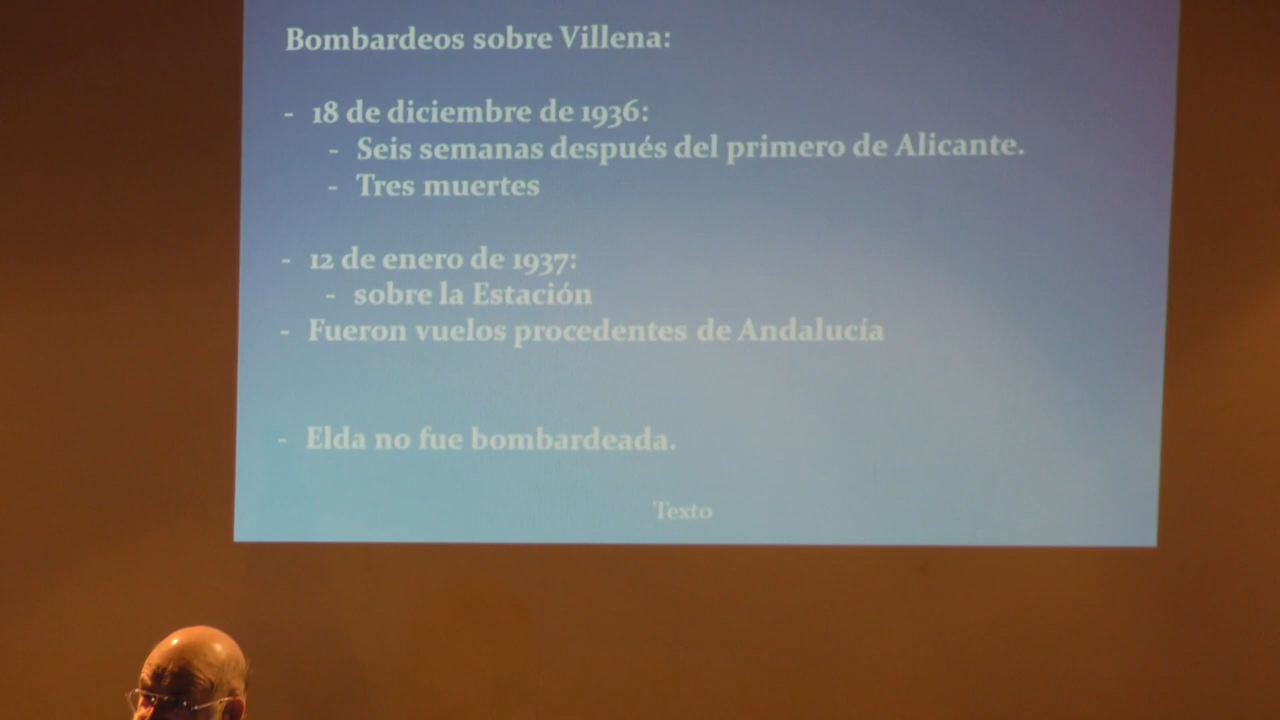 Bombardeos sobre Villena:
- 18 de diciembre de 1936:
- Seis semanas después del primero de Alicante.
- Tres muertes
- 12 de enero de 1937:
- sobre la Estación
- Fueron vuelos procedentes de Andalucía
- Elda no fue bombardeada.
Texto